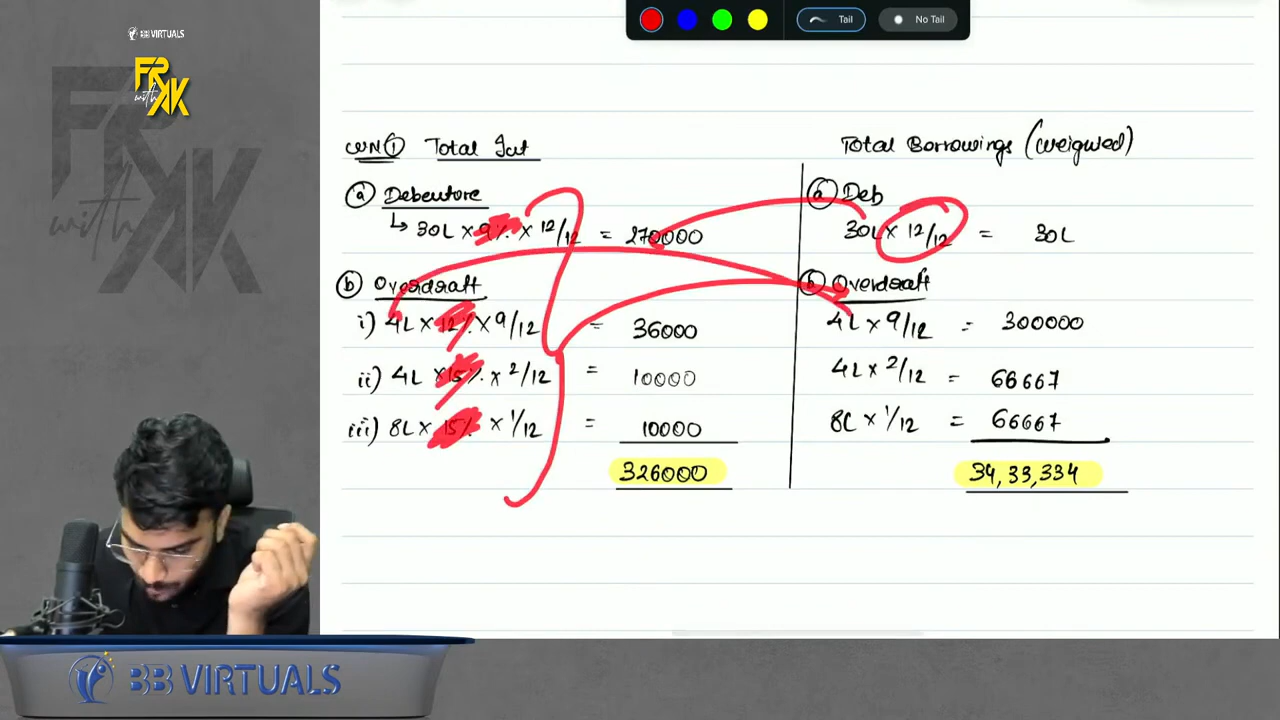 BB VIRTUALS
FR
with
AK
Tail
No Tail
WN① Total Int
Total Borrowings (weighted)
ⓐ Debenture
ⓐ Deb
↳ 30L × 9% × 12/12 = 270000
30L × 12/12 = 30L
ⓑ Overdraft
ⓑ Overdraft
i) 4L × 12% × 9/12 = 36000
4L × 9/12 = 300000
ii) 4L × 15% × 2/12 = 10000
4L × 2/12 = 66667
iii) 8L × 15% × 1/12 = 10000
8L × 1/12 = 66667
326000
34,33,334
BB VIRTUALS